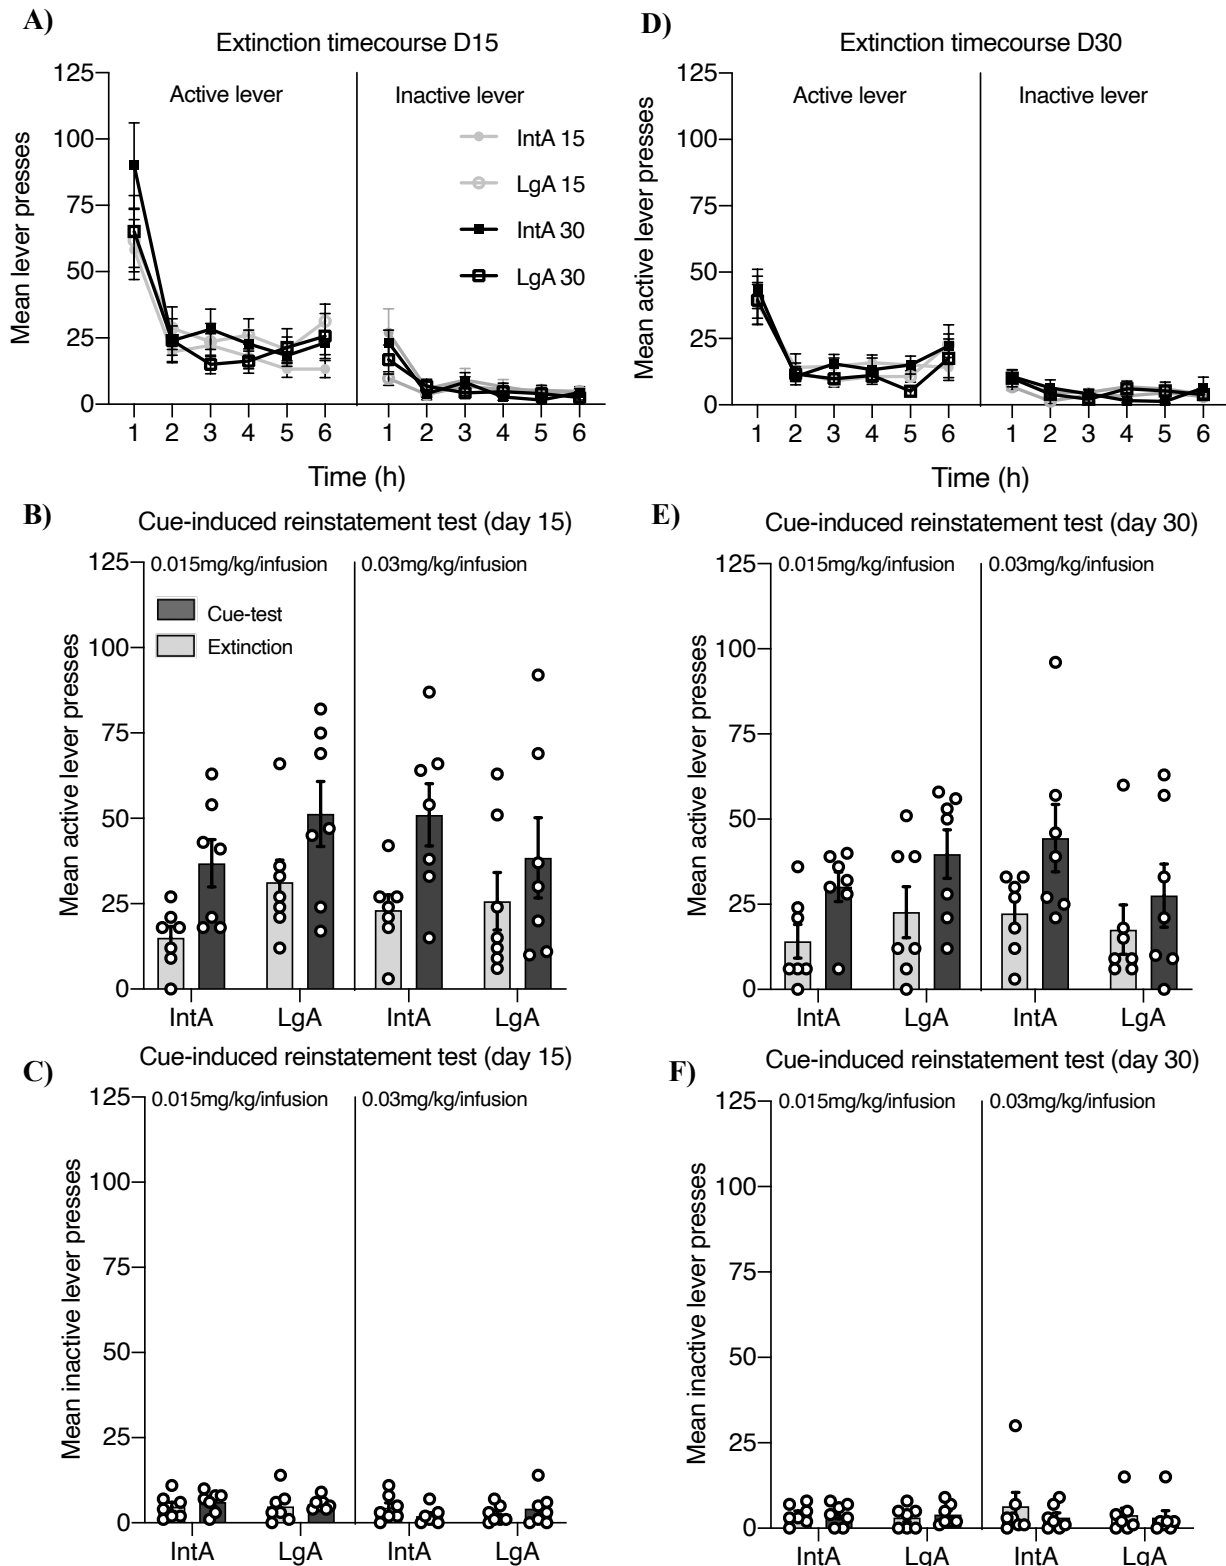 A)
Extinction timecourse D15
125
100
75
50
25
0
Mean lever presses
Active lever
Inactive lever
IntA 15
LgA 15
IntA 30
LgA 30
1 2 3 4 5 6 1 2 3 4 5 6
Time (h)
D)
Extinction timecourse D30
125
100
75
50
25
0
Mean active lever presses
Active lever
Inactive lever
1 2 3 4 5 6 1 2 3 4 5 6
Time (h)
B)
Cue-induced reinstatement test (day 15)
125
100
75
50
25
0
Mean active lever presses
0.015mg/kg/infusion
0.03mg/kg/infusion
Cue-test
Extinction
IntA LgA IntA LgA
E)
Cue-induced reinstatement test (day 30)
125
100
75
50
25
0
Mean active lever presses
0.015mg/kg/infusion
0.03mg/kg/infusion
IntA LgA IntA LgA
C)
Cue-induced reinstatement test (day 15)
125
100
75
50
25
0
Mean inactive lever presses
0.015mg/kg/infusion
0.03mg/kg/infusion
IntA LgA IntA LgA
F)
Cue-induced reinstatement test (day 30)
125
100
75
50
25
0
Mean inactive lever presses
0.015mg/kg/infusion
0.03mg/kg/infusion
IntA LgA IntA LgA